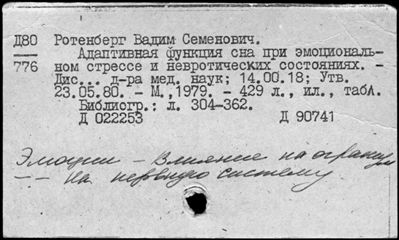 Д80 Ротенберг Вадим Семенович.
—— Адаптивная функция сна при эмоциональ-
776 ном стрессе и невротических состояниях. -
Дис... д-ра мед. наук; 14.00.18; Утв.
23.05.80. - М.,1979. - 429 л., ил., табл.
Библиогр.: л. 304-362.
Д 022253 Д 90741
Эмоции - Влияние на организм
-- на нервную систему